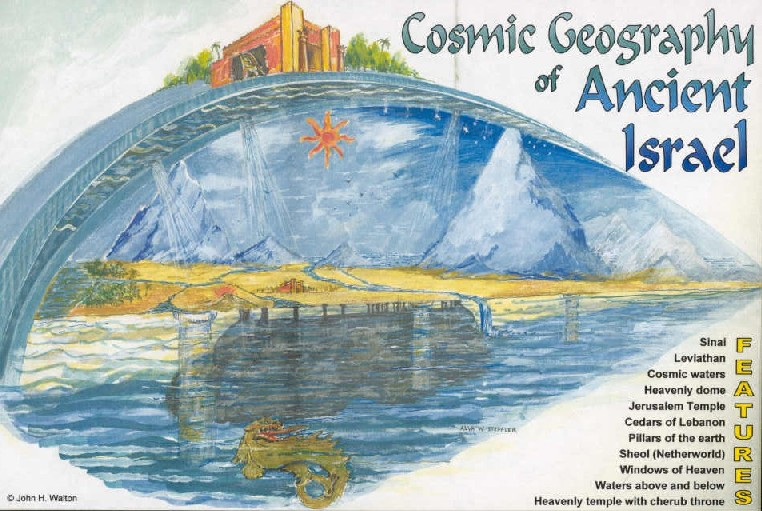 Cosmic Geography
of Ancient
Israel
Sinai
Leviathan
Cosmic waters
Heavenly dome
Jerusalem Temple
Cedars of Lebanon
Pillars of the earth
Sheol (Netherworld)
Windows of Heaven
Waters above and below
Heavenly temple with cherub throne
FEATURES
© John H. Walton